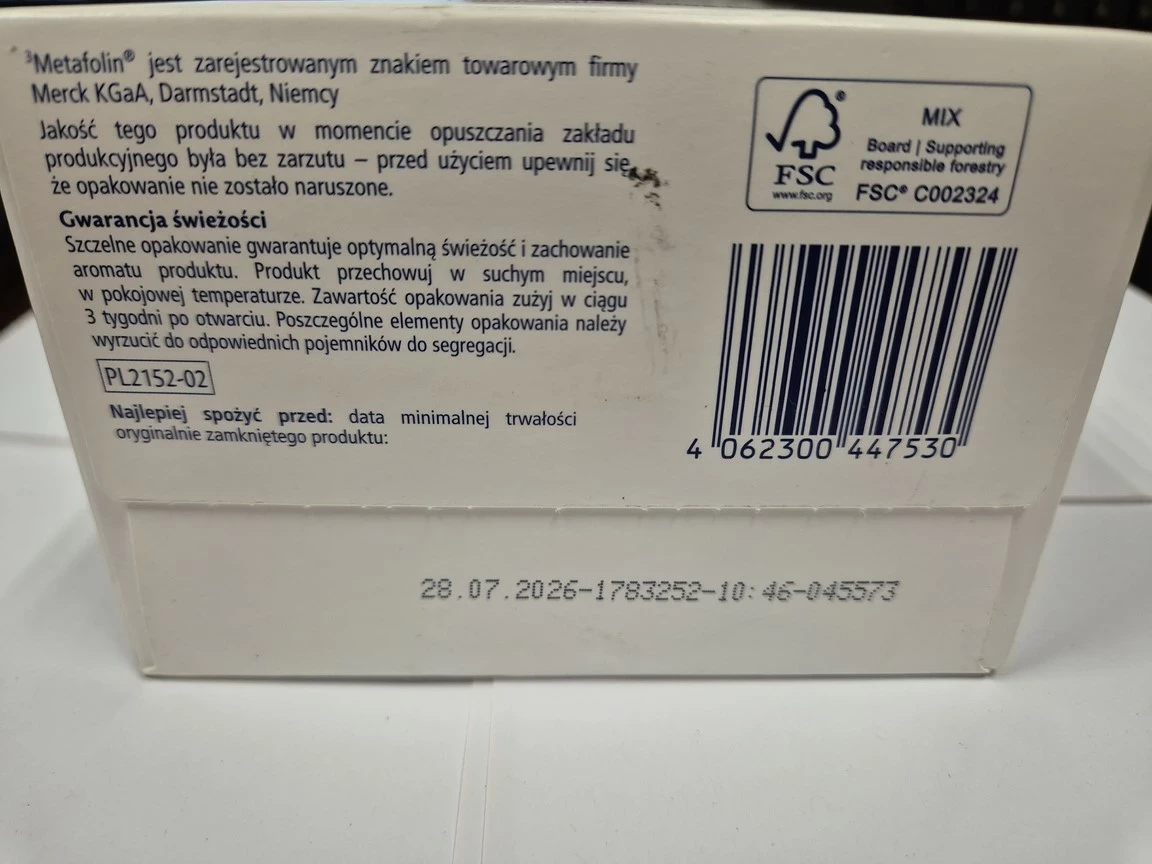 ³Metafolin® jest zarejestrowanym znakiem towarowym firmy
Merck KGaA, Darmstadt, Niemcy
Jakość tego produktu w momencie opuszczania zakładu
produkcyjnego była bez zarzutu – przed użyciem upewnij się,
że opakowanie nie zostało naruszone.
Gwarancja świeżości
Szczelne opakowanie gwarantuje optymalną świeżość i zachowanie
aromatu produktu. Produkt przechowuj w suchym miejscu,
w pokojowej temperaturze. Zawartość opakowania zużyj w ciągu
3 tygodni po otwarciu. Poszczególne elementy opakowania należy
wyrzucić do odpowiednich pojemników do segregacji.
PL2152-02
Najlepiej spożyć przed: data minimalnej trwałości
oryginalnie zamkniętego produktu:
®
FSC
www.fsc.org
MIX
Board | Supporting
responsible forestry
FSC® C002324
4 062300 447530
28.07.2026-1783252-10:46-045573